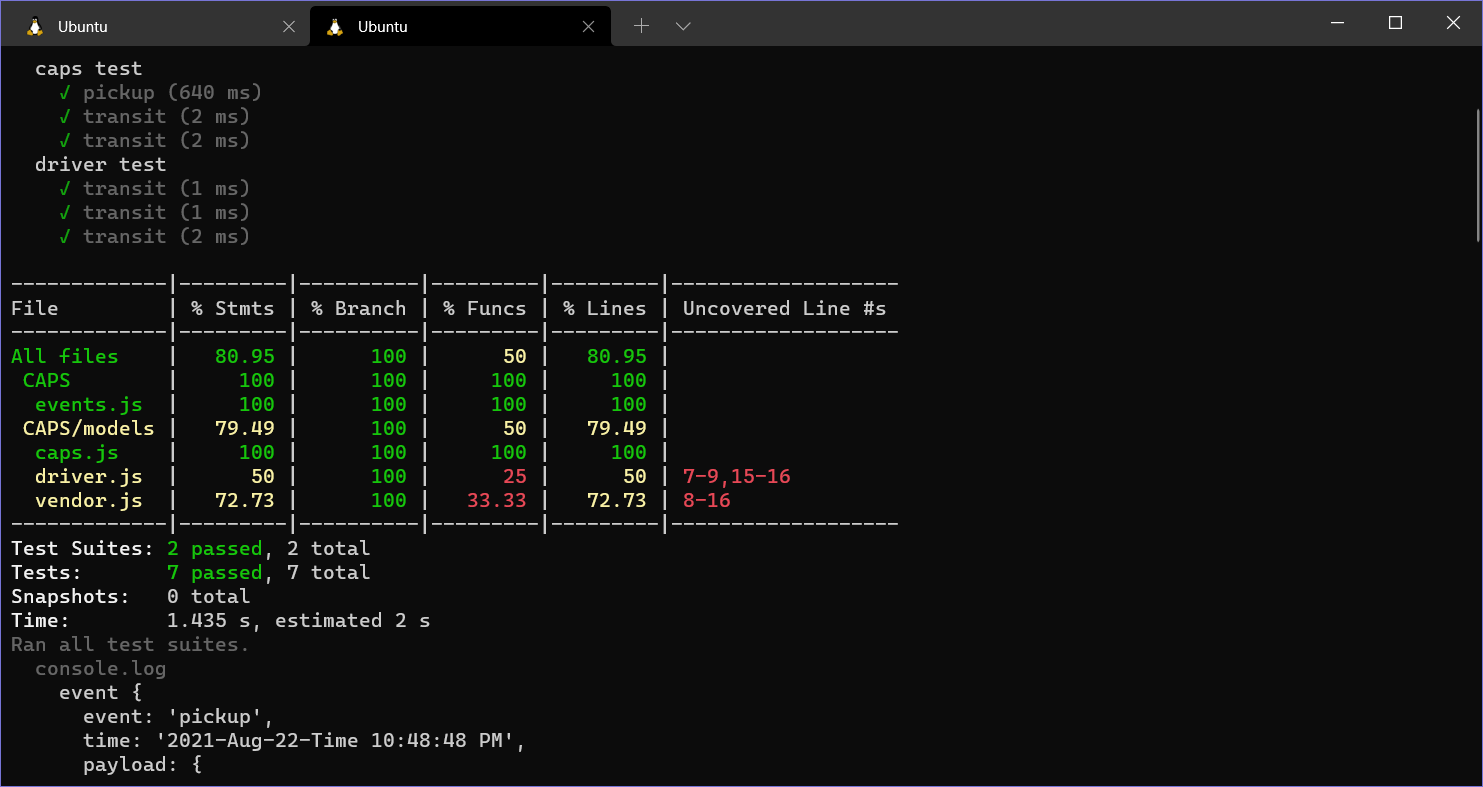 Ubuntu Ubuntu
caps test
√ pickup (640 ms)
√ transit (2 ms)
√ transit (2 ms)
driver test
√ transit (1 ms)
√ transit (1 ms)
√ transit (2 ms)
-------------|---------|----------|---------|---------|-------------------
File         | % Stmts | % Branch | % Funcs | % Lines | Uncovered Line #s
-------------|---------|----------|---------|---------|-------------------
All files    |   80.95 |      100 |      50 |   80.95 |
 CAPS        |     100 |      100 |     100 |     100 |
  events.js  |     100 |      100 |     100 |     100 |
 CAPS/models |   79.49 |      100 |      50 |   79.49 |
  caps.js    |     100 |      100 |     100 |     100 |
  driver.js  |      50 |      100 |      25 |      50 | 7-9,15-16
  vendor.js  |   72.73 |      100 |   33.33 |   72.73 | 8-16
-------------|---------|----------|---------|---------|-------------------
Test Suites: 2 passed, 2 total
Tests:       7 passed, 7 total
Snapshots:   0 total
Time:        1.435 s, estimated 2 s
Ran all test suites.
  console.log
    event {
      event: 'pickup',
      time: '2021-Aug-22-Time 10:48:48 PM',
      payload: {